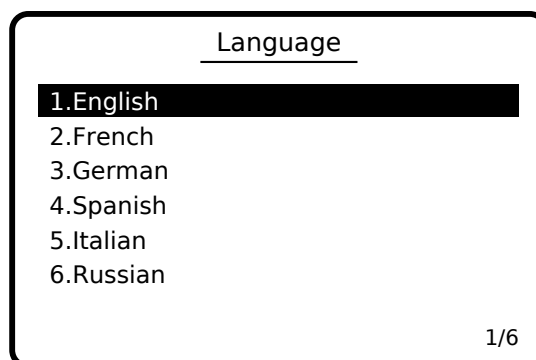 Language
1.English
2.French
3.German
4.Spanish
5.Italian
6.Russian
1/6